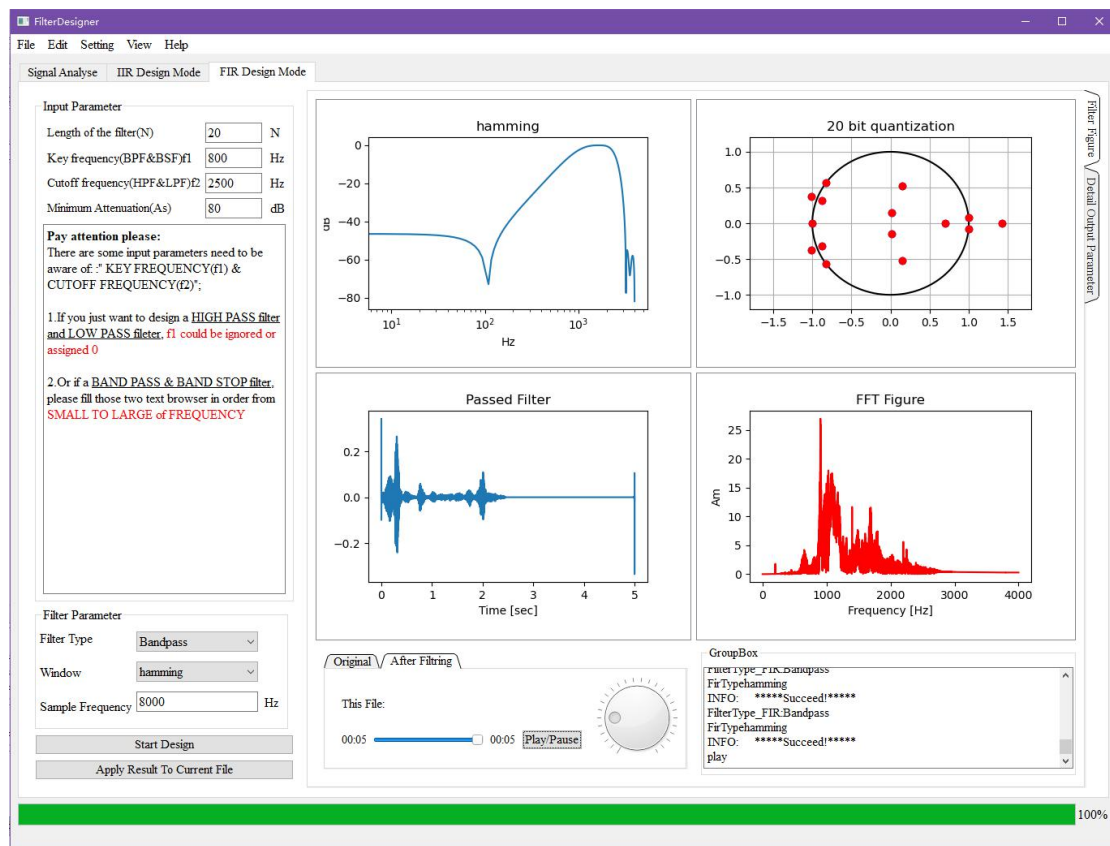 FilterDesigner
File Edit Setting View Help
Signal Analyse IIR Design Mode FIR Design Mode
Input Parameter
Length of the filter(N) 20 N
Key frequency(BPF&BSF)f1 800 Hz
Cutoff frequency(HPF&LPF)f2 2500 Hz
Minimum Attenuation(As) 80 dB
Pay attention please:
There are some input parameters need to be
aware of: :" KEY FREQUENCY(f1) &
CUTOFF FREQUENCY(f2)";
1.If you just want to design a HIGH PASS filter
and LOW PASS fileter, f1 could be ignored or
assigned 0
2.Or if a BAND PASS & BAND STOP filter,
please fill those two text browser in order from
SMALL TO LARGE of FREQUENCY
Filter Parameter
Filter Type Bandpass
Window hamming
Sample Frequency 8000 Hz
Start Design
Apply Result To Current File
hamming
0
−20
−40
−60
−80
dB
10¹ 10² 10³
Hz
20 bit quantization
1.0
0.5
0.0
−0.5
−1.0
−1.5 −1.0 −0.5 0.0 0.5 1.0 1.5
Filter Figure
Detail Output Parameter
Passed Filter
0.2
0.0
−0.2
0 1 2 3 4 5
Time [sec]
FFT Figure
25
20
15
10
5
0
Am
0 1000 2000 3000 4000
Frequency [Hz]
Original After Filtring
This File:
00:05 00:05 Play/Pause
GroupBox
FilterType_FIR:Bandpass
FirTypehamming
INFO: *****Succeed!*****
FilterType_FIR:Bandpass
FirTypehamming
INFO: *****Succeed!*****
play
100%